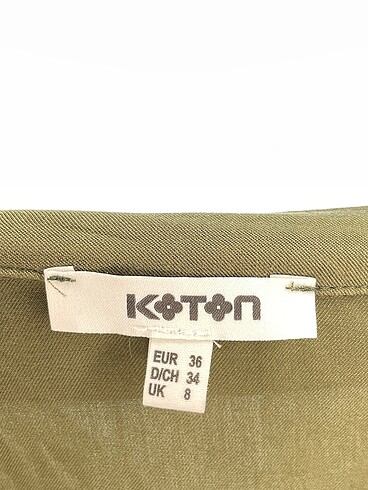 KOTON
EUR 36
D/CH 34
UK 8